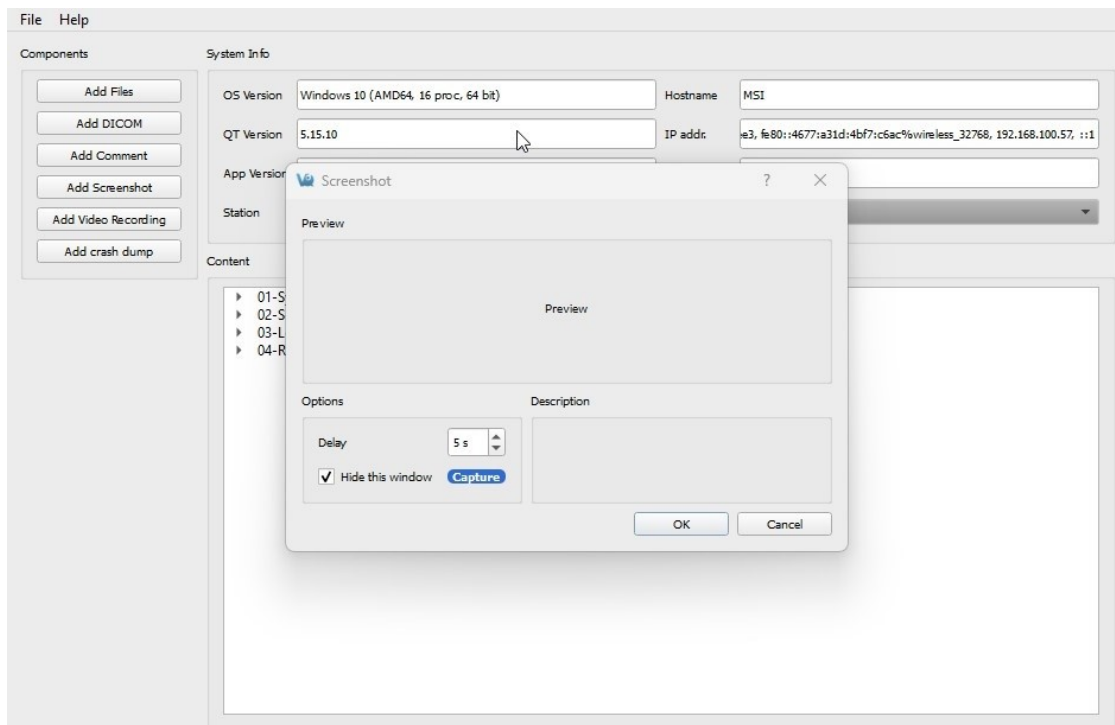 File Help
Components
Add Files
Add DICOM
Add Comment
Add Screenshot
Add Video Recording
Add crash dump
System Info
OS Version Windows 10 (AMD64, 16 proc, 64 bit) Hostname MSI
QT Version 5.15.10 IP addr. fe80::4677:a31d:4bf7:c6ac%wireless_32768, 192.168.100.57, ::1
App Version
Station
Content
01-S
02-S
03-L
04-R
Screenshot ?
Preview
Preview
Options Description
Delay 5 s
Hide this window Capture
OK Cancel